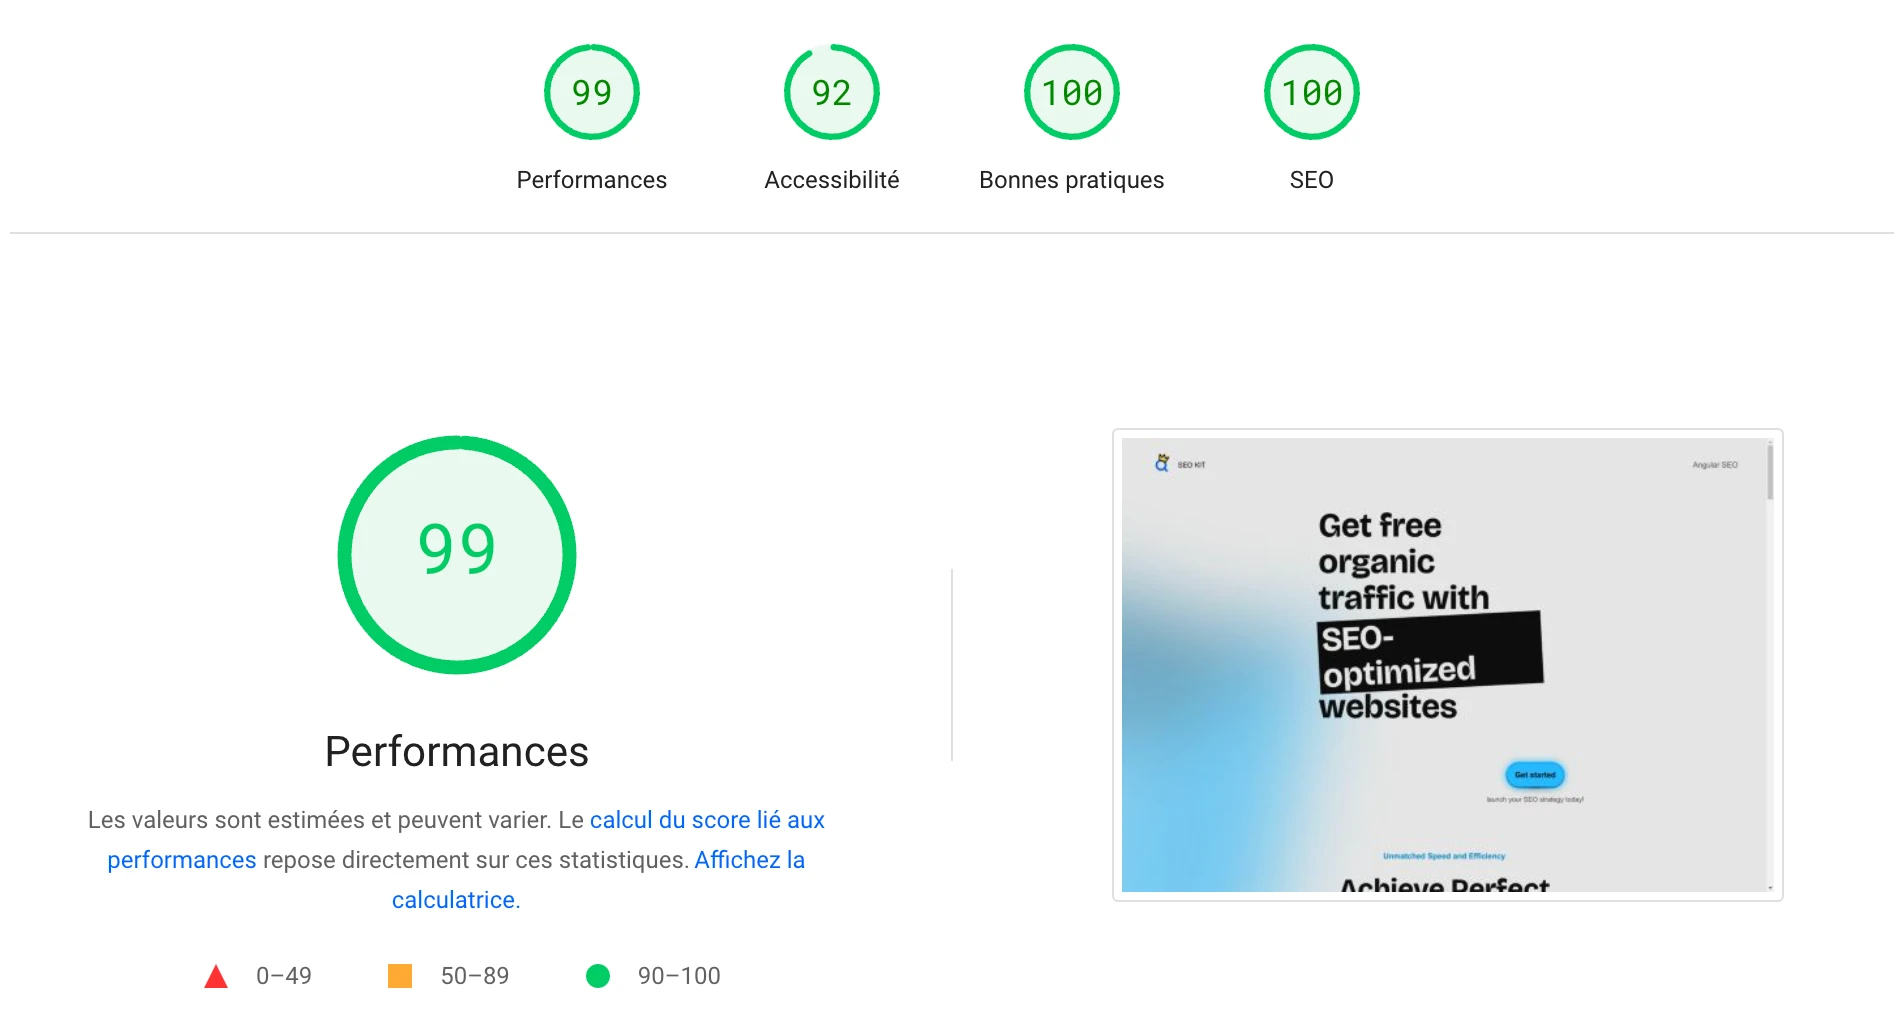 99
92
100
100
Performances
Accessibilité
Bonnes pratiques
SEO
99
Performances
Les valeurs sont estimées et peuvent varier. Le calcul du score lié aux
performances repose directement sur ces statistiques. Affichez la
calculatrice.
0–49
50–89
90–100
SEO KIT
Angular SEO
Get free
organic
traffic with
SEO-
optimized
websites
Get started
launch your SEO strategy today!
Unmatched Speed and Efficiency
Achieve Perfect